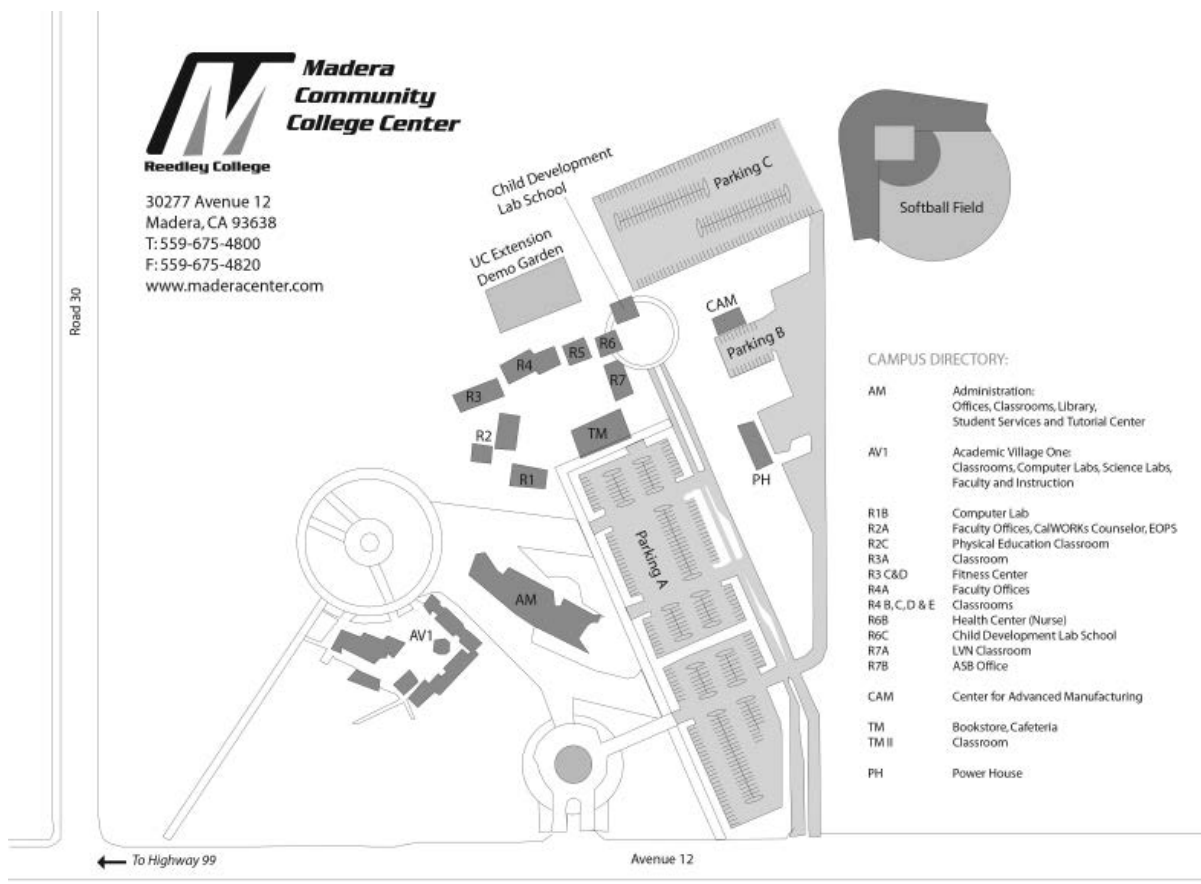 Madera
Community
College Center
Reedley College
30277 Avenue 12
Madera, CA 93638
T: 559-675-4800
F: 559-675-4820
www.maderacenter.com
Child Development
Lab School
UC Extension
Demo Garden
Parking C
Softball Field
Road 30
CAM
Parking B
R6
R5
R4
R7
R3
R2
TM
R1
PH
Parking A
AM
AV1
CAMPUS DIRECTORY:
AM Administration:
Offices, Classrooms, Library,
Student Services and Tutorial Center
AV1 Academic Village One:
Classrooms, Computer Labs, Science Labs,
Faculty and Instruction
R1B Computer Lab
R2A Faculty Offices, CalWORKs Counselor, EOPS
R2C Physical Education Classroom
R3A Classroom
R3 C&D Fitness Center
R4A Faculty Offices
R4 B, C, D & E Classrooms
R6B Health Center (Nurse)
R6C Child Development Lab School
R7A LVN Classroom
R7B ASB Office
CAM Center for Advanced Manufacturing
TM Bookstore, Cafeteria
TM II Classroom
PH Power House
To Highway 99
Avenue 12